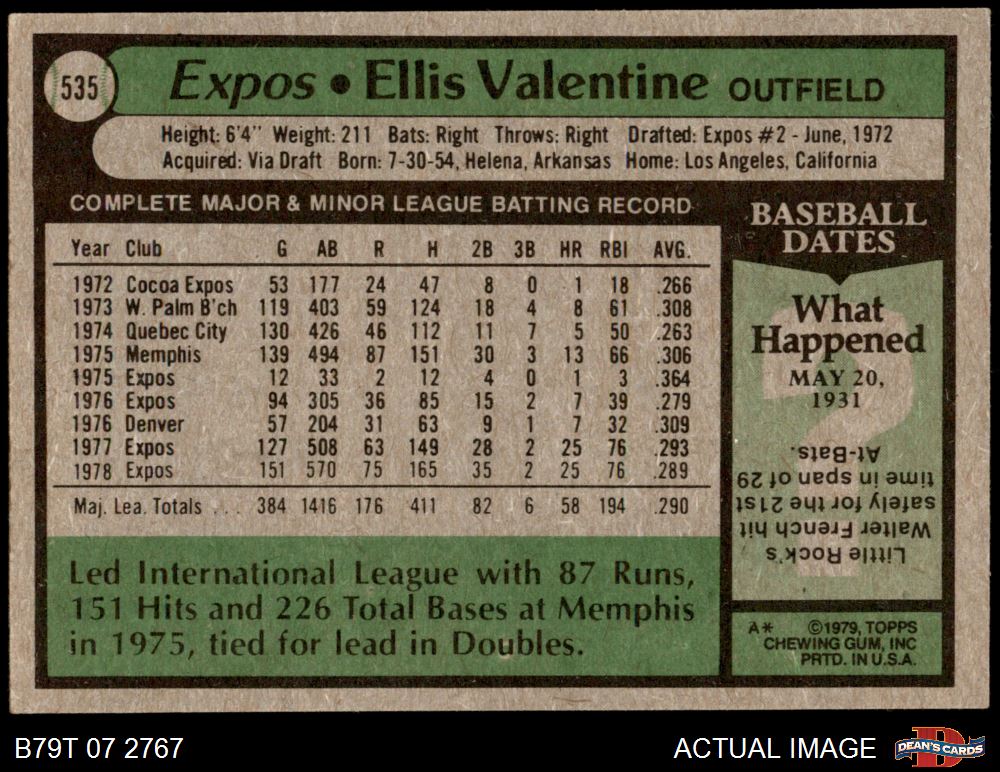 535
Expos • Ellis Valentine OUTFIELD
Height: 6'4" Weight: 211 Bats: Right Throws: Right Drafted: Expos #2 - June, 1972
Acquired: Via Draft Born: 7-30-54, Helena, Arkansas Home: Los Angeles, California
COMPLETE MAJOR & MINOR LEAGUE BATTING RECORD
Year Club G AB R H 2B 3B HR RBI AVG.
1972 Cocoa Expos 53 177 24 47 8 0 1 18 .266
1973 W. Palm B'ch 119 403 59 124 18 4 8 61 .308
1974 Quebec City 130 426 46 112 11 7 5 50 .263
1975 Memphis 139 494 87 151 30 3 13 66 .306
1975 Expos 12 33 2 12 4 0 1 3 .364
1976 Expos 94 305 36 85 15 2 7 39 .279
1976 Denver 57 204 31 63 9 1 7 32 .309
1977 Expos 127 508 63 149 28 2 25 76 .293
1978 Expos 151 570 75 165 35 2 25 76 .289
Maj. Lea. Totals . . . 384 1416 176 411 82 6 58 194 .290
Led International League with 87 Runs,
151 Hits and 226 Total Bases at Memphis
in 1975, tied for lead in Doubles.
BASEBALL
DATES
What
Happened
MAY 20,
1931
Little Rock's
Walter French hit
safely for the 21st
time in span of 29
At-Bats.
A* ©1979, TOPPS
CHEWING GUM, INC
PRTD. IN U.S.A.
B79T 07 2767
ACTUAL IMAGE
D
DEAN'S CARDS